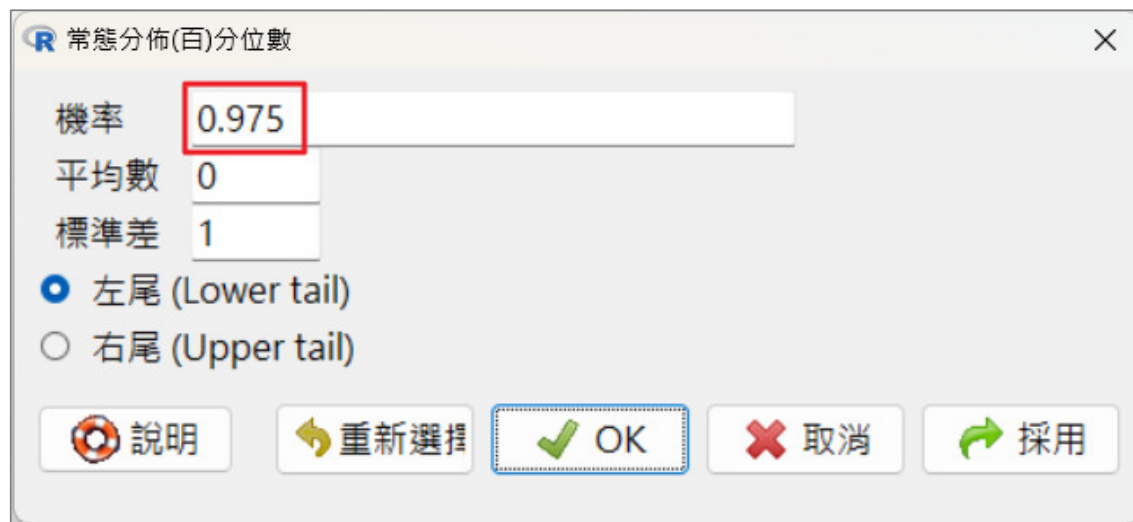 常態分佈(百)分位數
機率 0.975
平均數 0
標準差 1
左尾 (Lower tail)
右尾 (Upper tail)
說明 重新選擇 OK 取消 採用